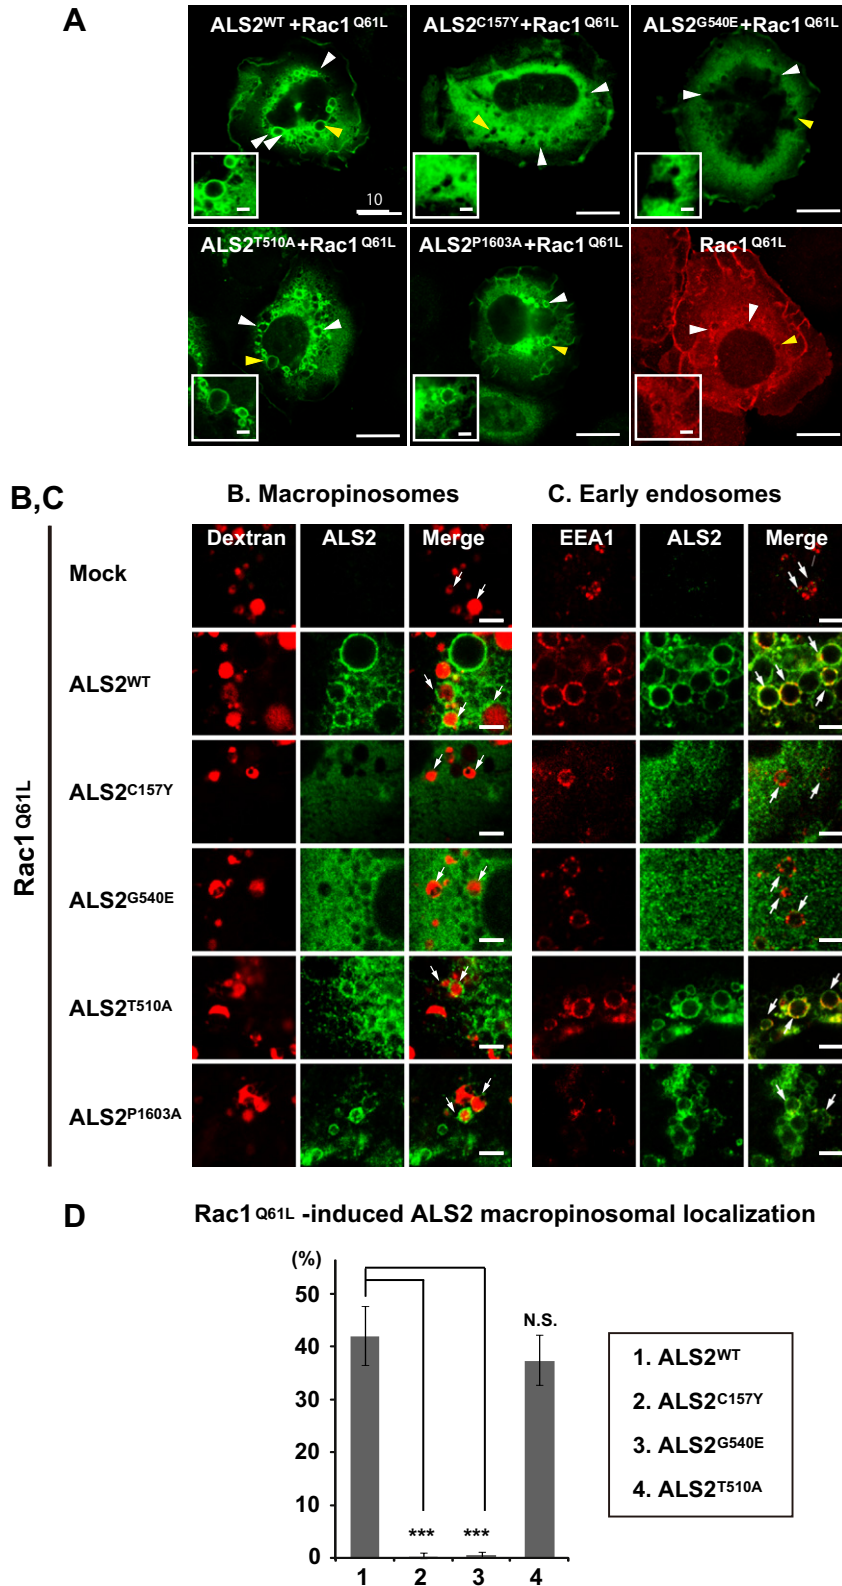 A
ALS2WT +Rac1Q61L
ALS2C157Y+Rac1Q61L
ALS2G540E+Rac1Q61L
10
ALS2T510A+Rac1Q61L
ALS2P1603A+Rac1Q61L
Rac1Q61L
B,C
B. Macropinosomes
C. Early endosomes
Dextran ALS2 Merge
EEA1 ALS2 Merge
Rac1Q61L
Mock
ALS2WT
ALS2C157Y
ALS2G540E
ALS2T510A
ALS2P1603A
D
Rac1Q61L -induced ALS2 macropinosomal localization
(%)
50
40
30
20
10
0
N.S.
*** ***
1 2 3 4
1. ALS2WT
2. ALS2C157Y
3. ALS2G540E
4. ALS2T510A